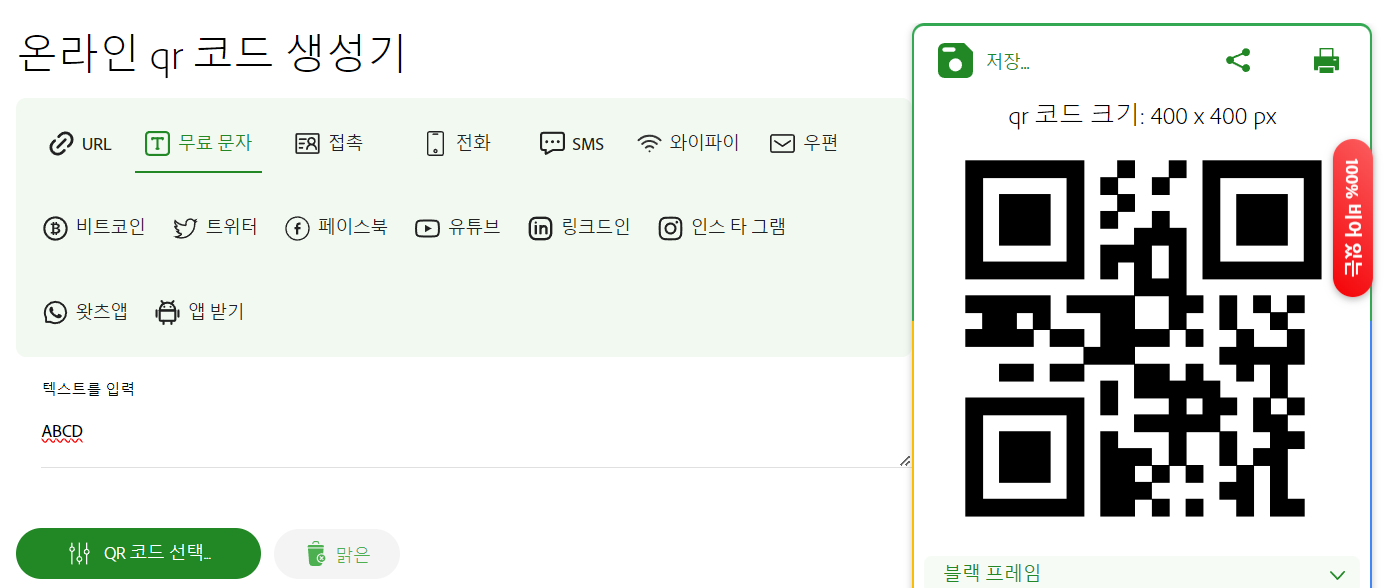 온라인 qr 코드 생성기
URL 무료 문자 접촉 전화 SMS 와이파이 우편
비트코인 트위터 페이스북 유튜브 링크드인 인스 타 그램
왓츠앱 앱 받기
텍스트를 입력
ABCD
QR 코드 선택... 맑은
저장...
qr 코드 크기: 400 x 400 px
100% 비어 있는
블랙 프레임